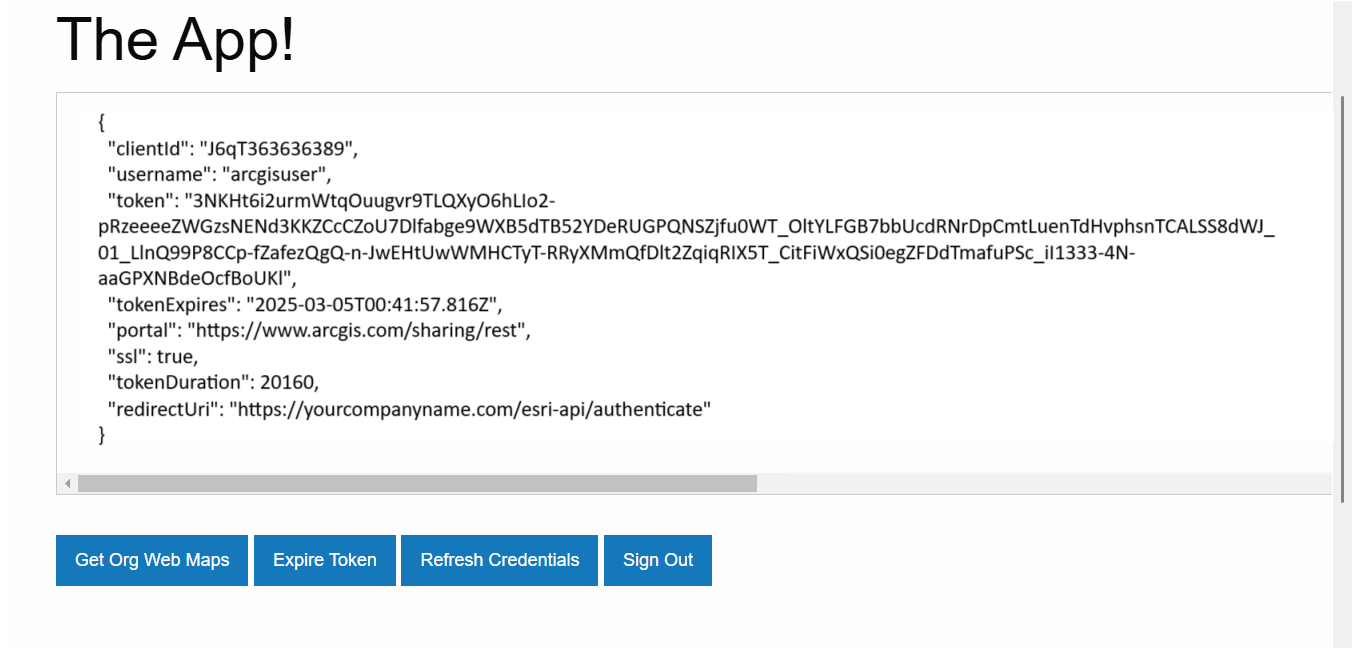 The App!
{
"clientId": "J6qT363636389",
"username": "arcgisuser",
"token": "3NKHt6i2urmWtqOuugvr9TLQXyO6hLIo2-
pRzeeeeZWGzsNENd3KKZCcCZoU7Dlfabge9WXB5dTB52YDeRUGPQNSZjfu0WT_OltYLFGB7bbUcdRNrDpCmtLuenTdHvphsnTCALSS8dWJ_
01_LlnQ99P8CCp-fZafezQgQ-n-JwEHtUwWMHCTyT-RRyXMmQfDlt2ZqiqRIX5T_CitFiWxQSi0egZFDdTmafuPSc_iI1333-4N-
aaGPXNBdeOcfBoUKl",
"tokenExpires": "2025-03-05T00:41:57.816Z",
"portal": "https://www.arcgis.com/sharing/rest",
"ssl": true,
"tokenDuration": 20160,
"redirectUri": "https://yourcompanyname.com/esri-api/authenticate"
}
Get Org Web Maps Expire Token Refresh Credentials Sign Out